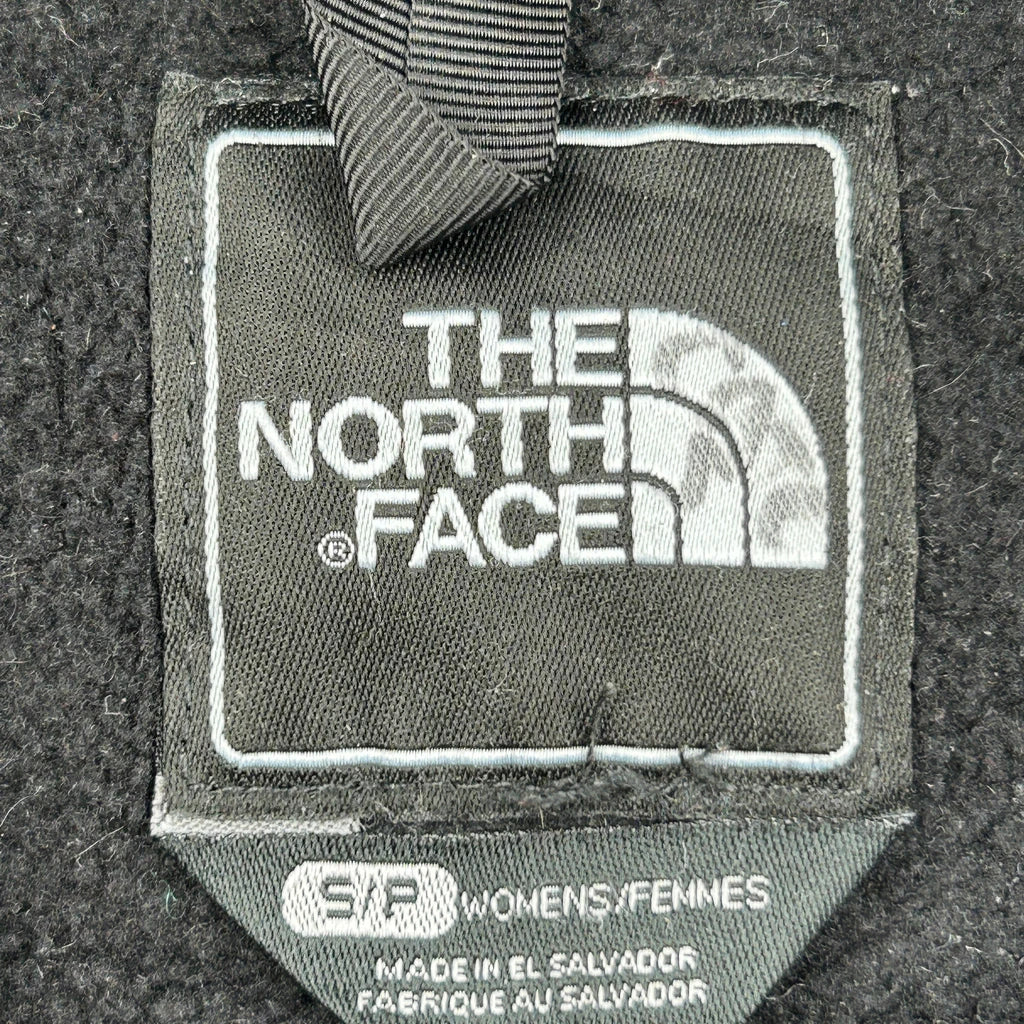 THE
NORTH
®FACE
S/P WOMENS/FEMMES
MADE IN EL SALVADOR
FABRIQUE AU SALVADOR